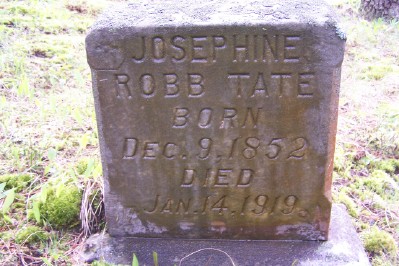 JOSEPHINE
ROBB TATE
BORN
DEC. 9. 1852
DIED
JAN. 14. 1919.